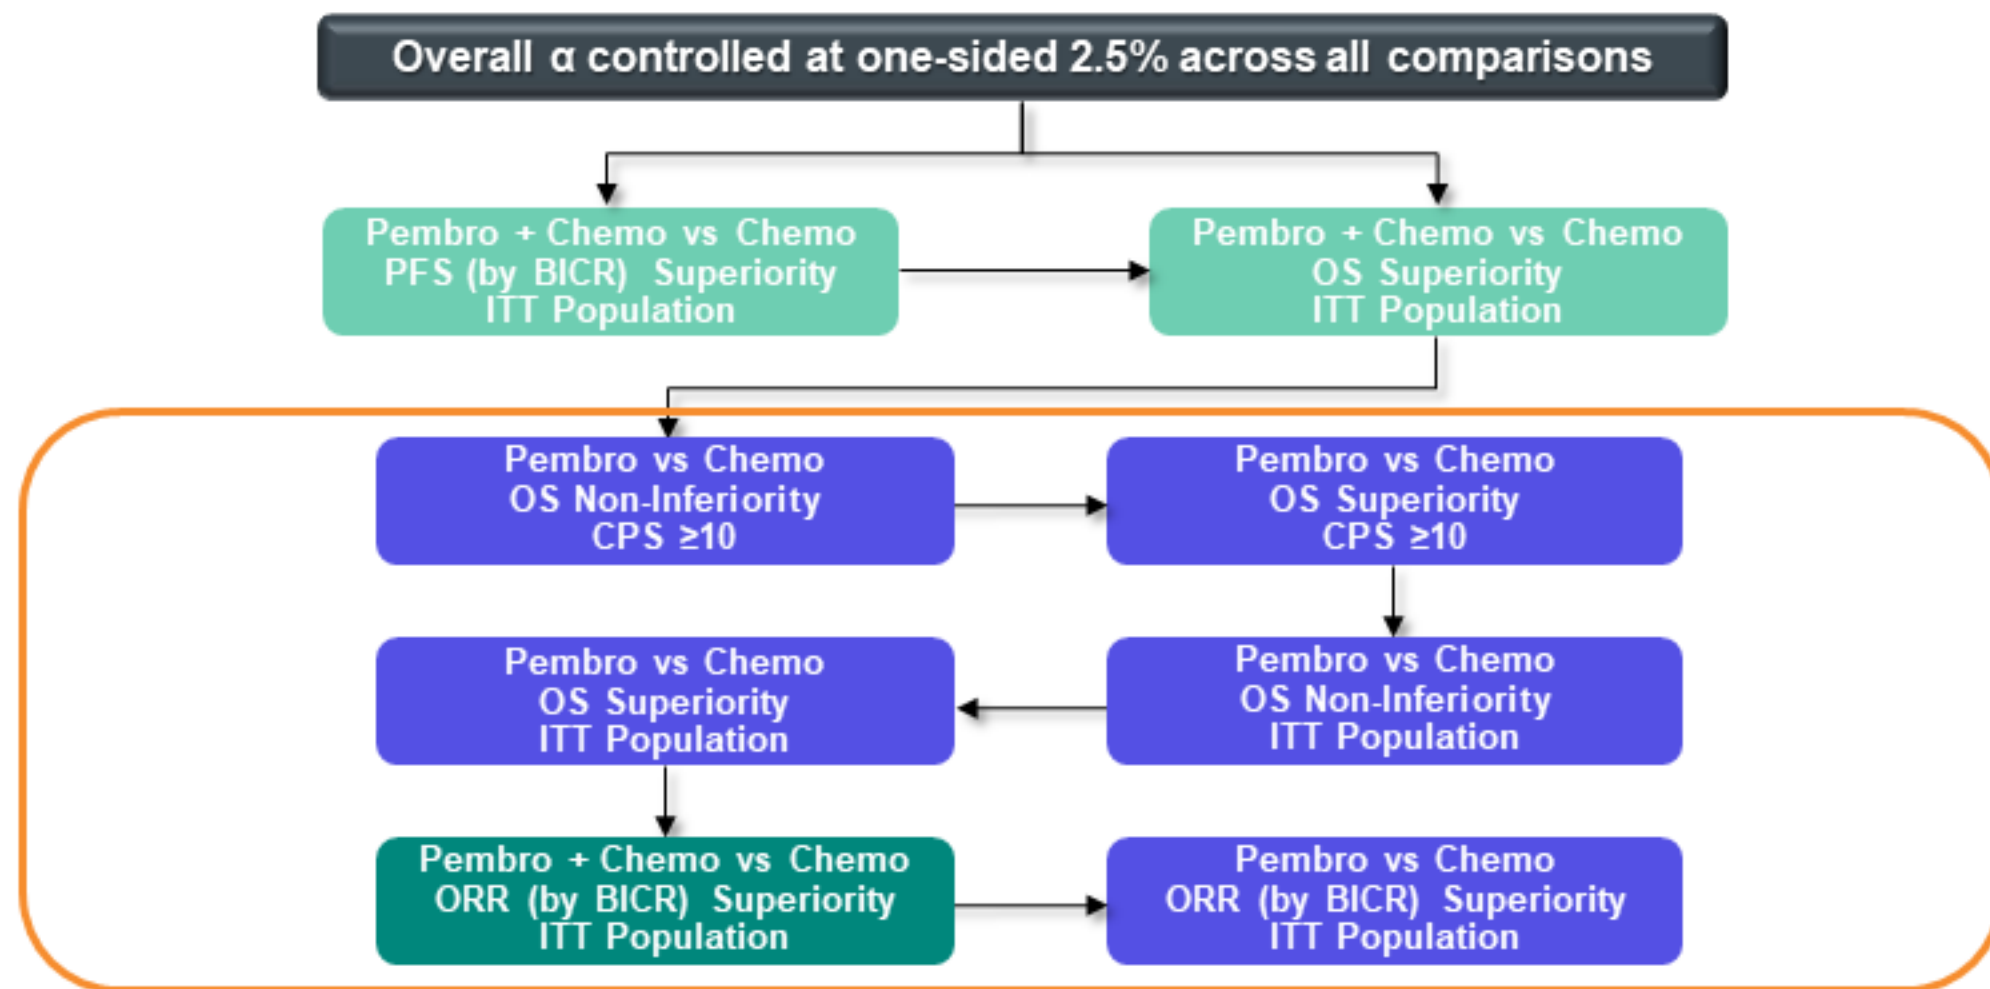 Overall α controlled at one-sided 2.5% across all comparisons
Pembro + Chemo vs Chemo
PFS (by BICR) Superiority
ITT Population
Pembro + Chemo vs Chemo
OS Superiority
ITT Population
Pembro vs Chemo
OS Non-Inferiority
CPS ≥10
Pembro vs Chemo
OS Superiority
CPS ≥10
Pembro vs Chemo
OS Superiority
ITT Population
Pembro vs Chemo
OS Non-Inferiority
ITT Population
Pembro + Chemo vs Chemo
ORR (by BICR) Superiority
ITT Population
Pembro vs Chemo
ORR (by BICR) Superiority
ITT Population